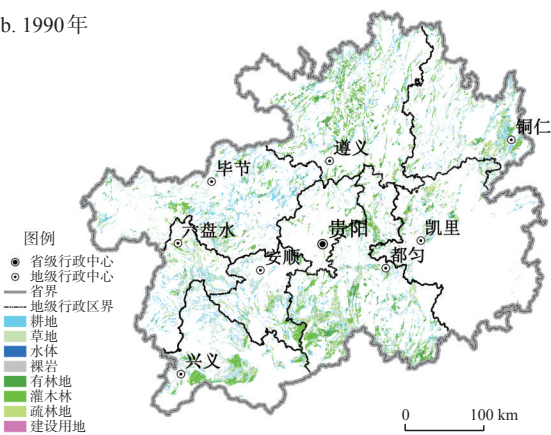 b. 1990年
铜仁
遵义
毕节
六盘水
贵阳
凯里
安顺
都匀
兴义
图例
省级行政中心
地级行政中心
省界
地级行政区界
耕地
草地
水体
裸岩
有林地
灌木林
疏林地
建设用地
0 100 km